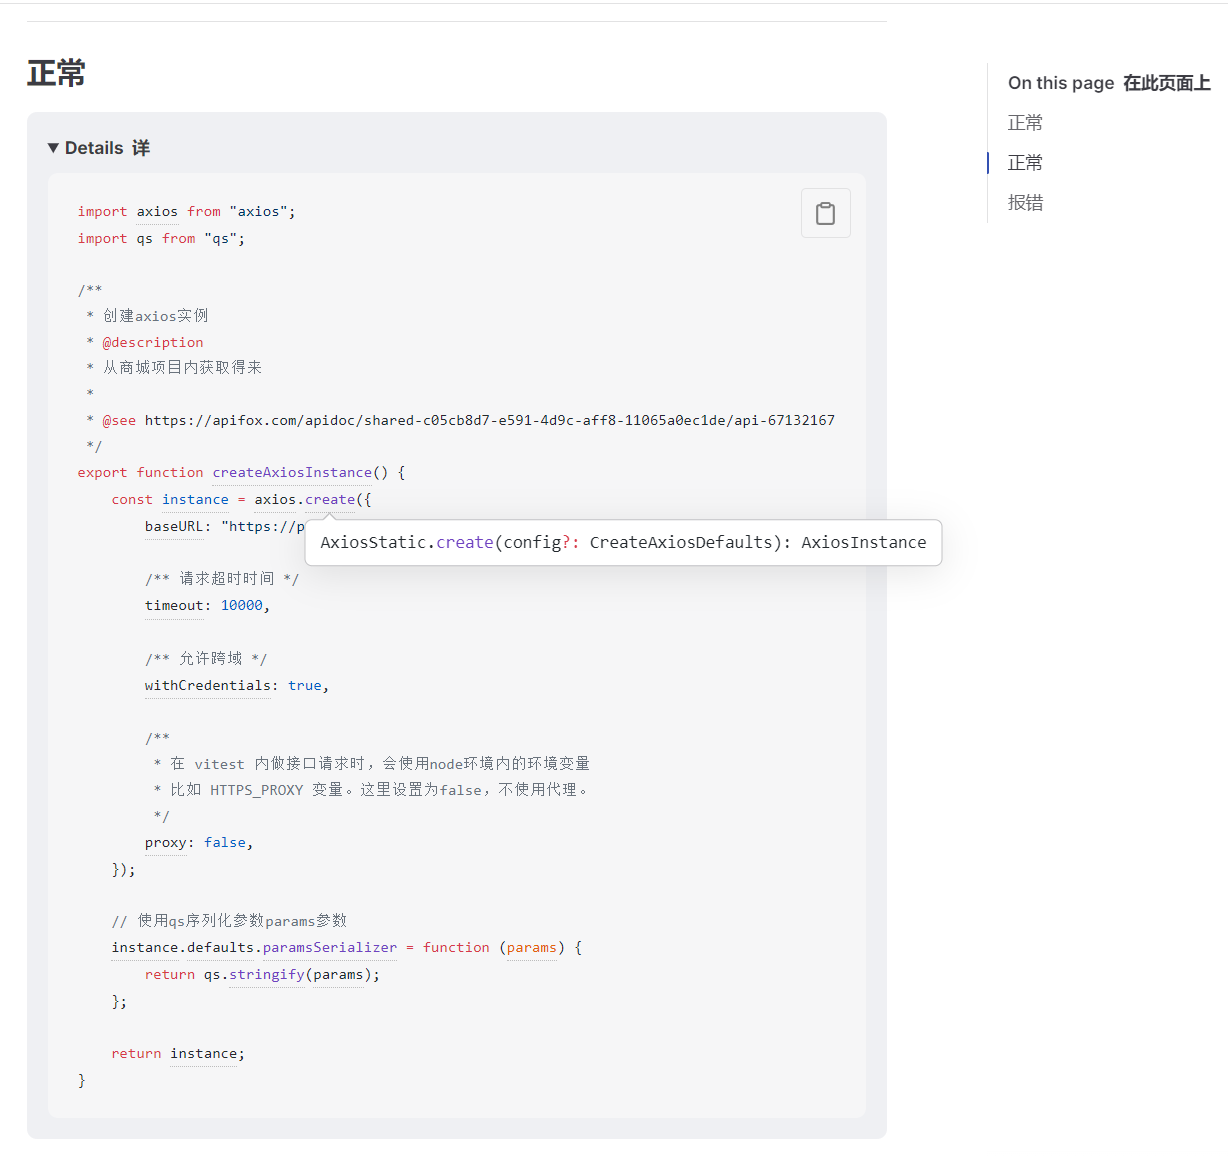 正常
▼ Details 详
import axios from "axios";
import qs from "qs";
/**
 * 创建axios实例
 * @description
 * 从商城项目内获取得来
 *
 * @see https://apifox.com/apidoc/shared-c05cb8d7-e591-4d9c-aff8-11065a0ec1de/api-67132167
 */
export function createAxiosInstance() {
    const instance = axios.create({
        baseURL: "https://p
AxiosStatic.create(config?: CreateAxiosDefaults): AxiosInstance
        /** 请求超时时间 */
        timeout: 10000,
        /** 允许跨域 */
        withCredentials: true,
        /**
         * 在 vitest 内做接口请求时，会使用node环境内的环境变量
         * 比如 HTTPS_PROXY 变量。这里设置为false，不使用代理。
         */
        proxy: false,
    });
    // 使用qs序列化参数params参数
    instance.defaults.paramsSerializer = function (params) {
        return qs.stringify(params);
    };
    return instance;
}
On this page 在此页面上
正常
正常
报错